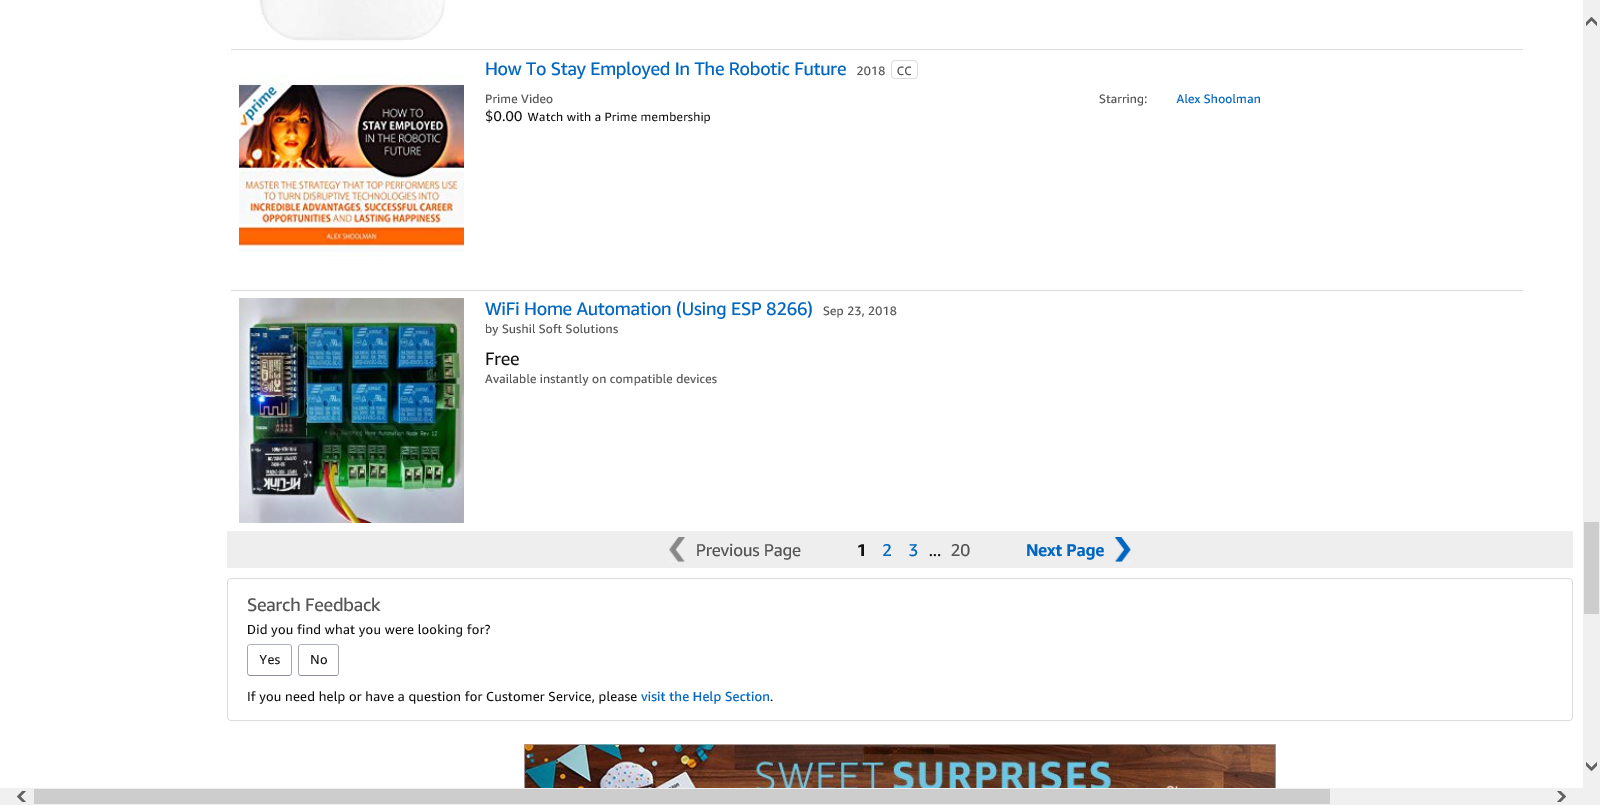 How To Stay Employed In The Robotic Future 2018 CC
Prime Video
$0.00 Watch with a Prime membership
Starring: Alex Shoolman
prime
HOW TO
STAY EMPLOYED
IN THE ROBOTIC
FUTURE
MASTER THE STRATEGY THAT TOP PERFORMERS USE
TO TURN DISRUPTIVE TECHNOLOGIES INTO
INCREDIBLE ADVANTAGES, SUCCESSFUL CAREER
OPPORTUNITIES AND LASTING HAPPINESS
ALEX SHOOLMAN
WiFi Home Automation (Using ESP 8266) Sep 23, 2018
by Sushil Soft Solutions
Free
Available instantly on compatible devices
Hi-Link
Previous Page 1 2 3 ... 20 Next Page
Search Feedback
Did you find what you were looking for?
Yes No
If you need help or have a question for Customer Service, please visit the Help Section.
SWEET SURPRISES